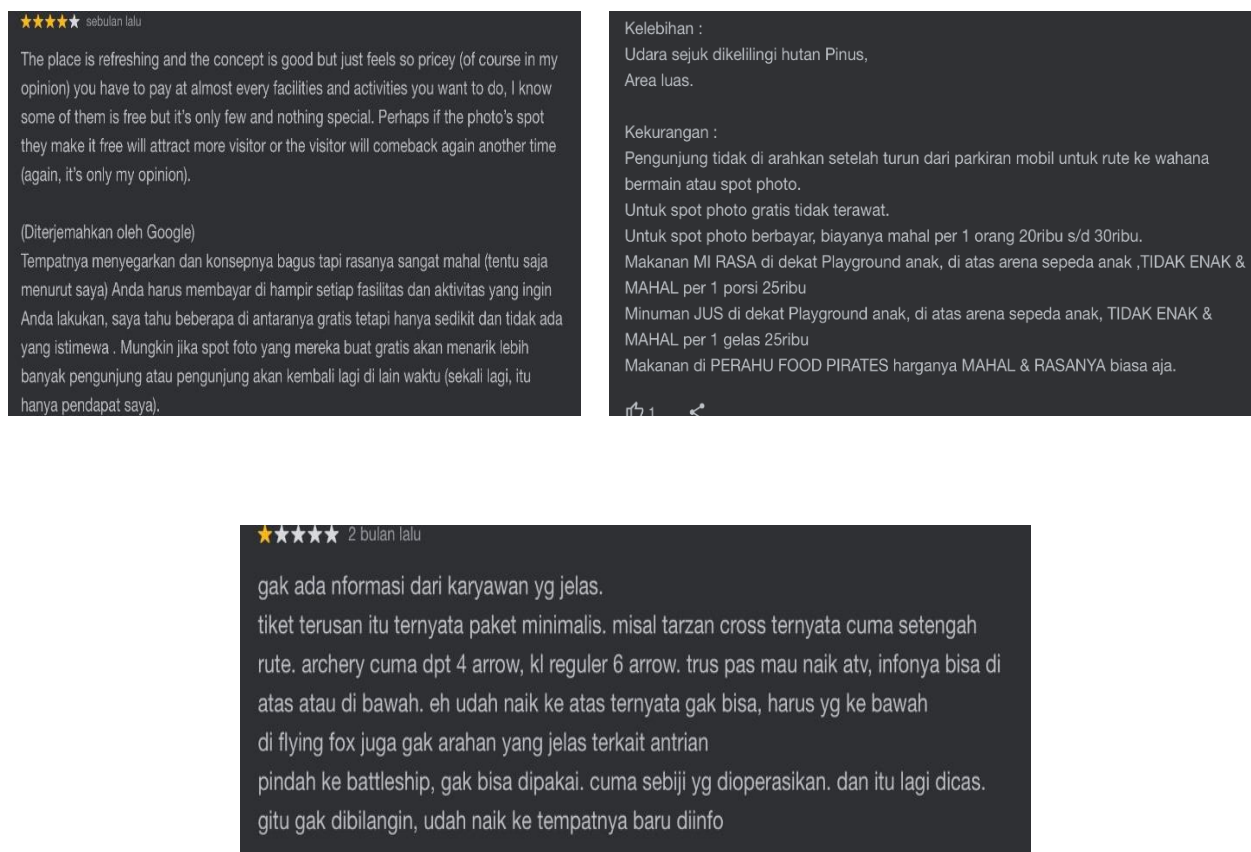 sebulan lalu
The place is refreshing and the concept is good but just feels so pricey (of course in my
opinion) you have to pay at almost every facilities and activities you want to do, I know
some of them is free but it's only few and nothing special. Perhaps if the photo's spot
they make it free will attract more visitor or the visitor will comeback again another time
(again, it's only my opinion).
(Diterjemahkan oleh Google)
Tempatnya menyegarkan dan konsepnya bagus tapi rasanya sangat mahal (tentu saja
menurut saya) Anda harus membayar di hampir setiap fasilitas dan aktivitas yang ingin
Anda lakukan, saya tahu beberapa di antaranya gratis tetapi hanya sedikit dan tidak ada
yang istimewa . Mungkin jika spot foto yang mereka buat gratis akan menarik lebih
banyak pengunjung atau pengunjung akan kembali lagi di lain waktu (sekali lagi, itu
hanya pendapat saya).
Kelebihan :
Udara sejuk dikelilingi hutan Pinus,
Area luas.
Kekurangan :
Pengunjung tidak di arahkan setelah turun dari parkiran mobil untuk rute ke wahana
bermain atau spot photo.
Untuk spot photo gratis tidak terawat.
Untuk spot photo berbayar, biayanya mahal per 1 orang 20ribu s/d 30ribu.
Makanan MI RASA di dekat Playground anak, di atas arena sepeda anak ,TIDAK ENAK &
MAHAL per 1 porsi 25ribu
Minuman JUS di dekat Playground anak, di atas arena sepeda anak, TIDAK ENAK &
MAHAL per 1 gelas 25ribu
Makanan di PERAHU FOOD PIRATES harganya MAHAL & RASANYA biasa aja.
1
2 bulan lalu
gak ada nformasi dari karyawan yg jelas.
tiket terusan itu ternyata paket minimalis. misal tarzan cross ternyata cuma setengah
rute. archery cuma dpt 4 arrow, kl reguler 6 arrow. trus pas mau naik atv, infonya bisa di
atas atau di bawah. eh udah naik ke atas ternyata gak bisa, harus yg ke bawah
di flying fox juga gak arahan yang jelas terkait antrian
pindah ke battleship, gak bisa dipakai. cuma sebiji yg dioperasikan. dan itu lagi dicas.
gitu gak dibilangin, udah naik ke tempatnya baru diinfo